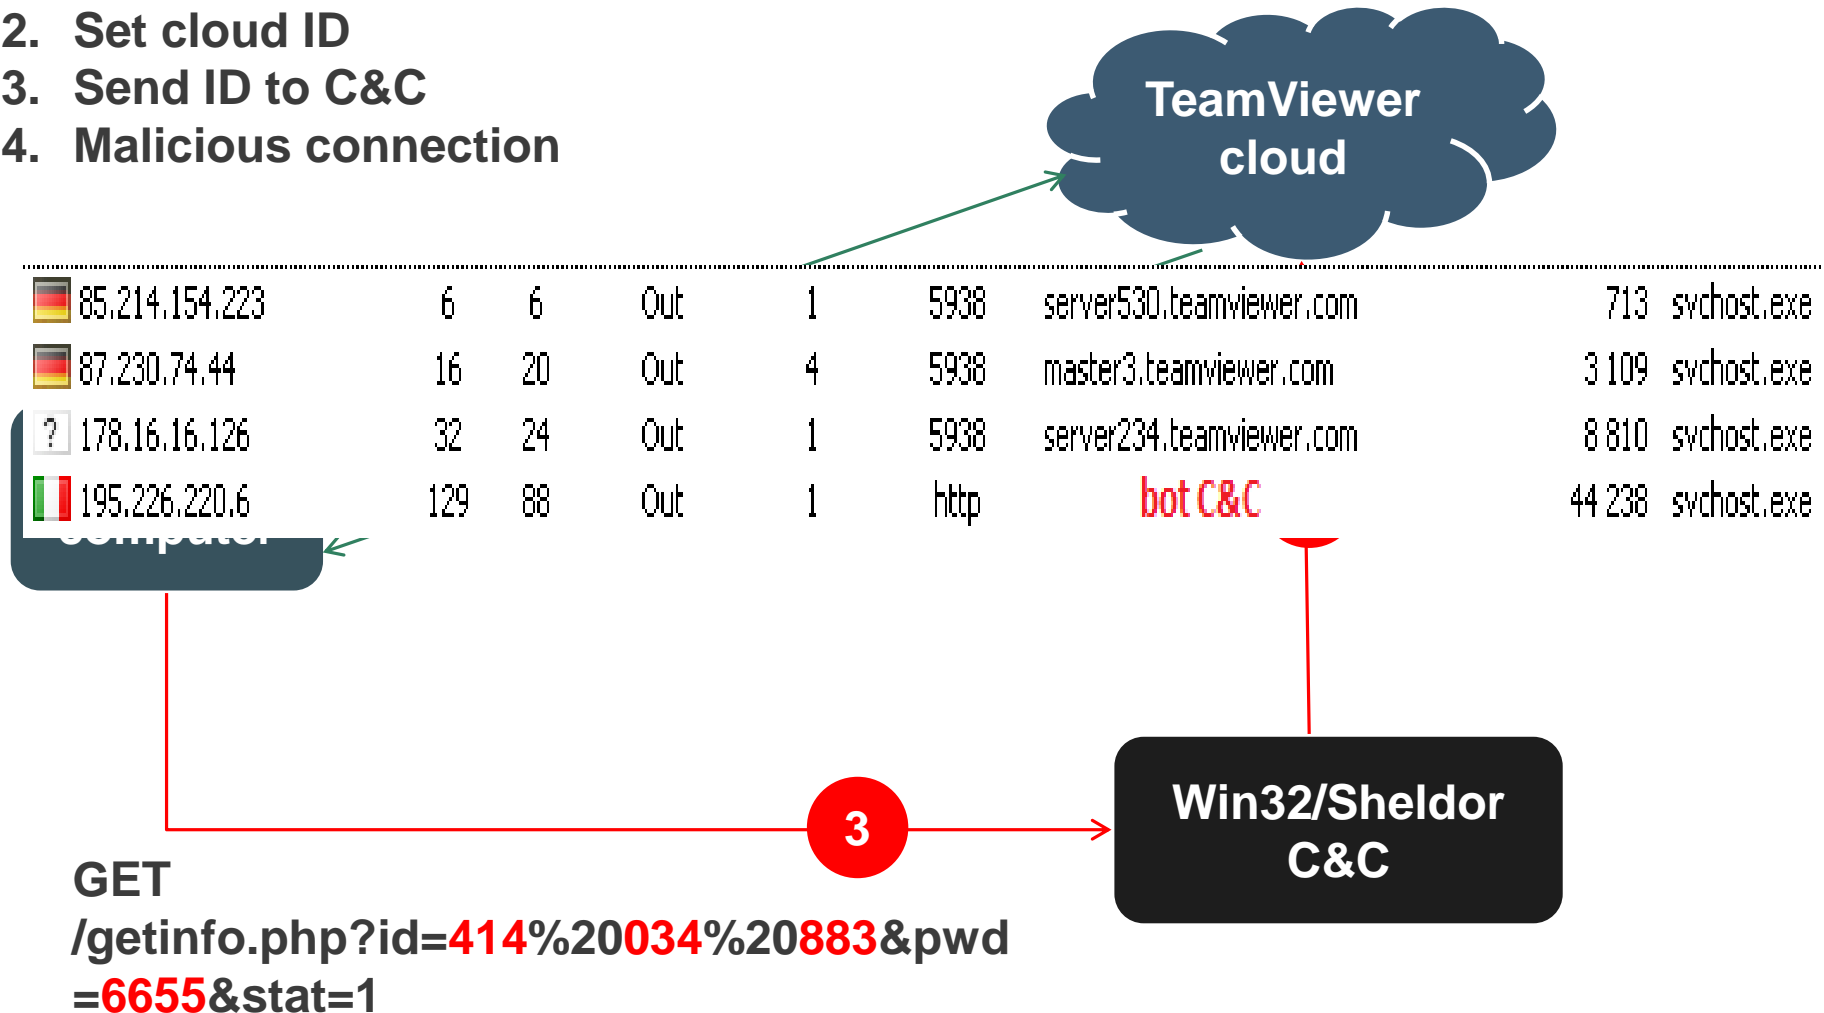 2. Set cloud ID
3. Send ID to C&C
4. Malicious connection
TeamViewer
cloud
85.214.154.223 6 6 Out 1 5938 server530.teamviewer.com 713 svchost.exe
87.230.74.44 16 20 Out 4 5938 master3.teamviewer.com 3 109 svchost.exe
? 178.16.16.126 32 24 Out 1 5938 server234.teamviewer.com 8 810 svchost.exe
195.226.220.6 129 88 Out 1 http bot C&C 44 238 svchost.exe
computer
3
Win32/Sheldor
C&C
GET
/getinfo.php?id=414%20034%20883&pwd
=6655&stat=1